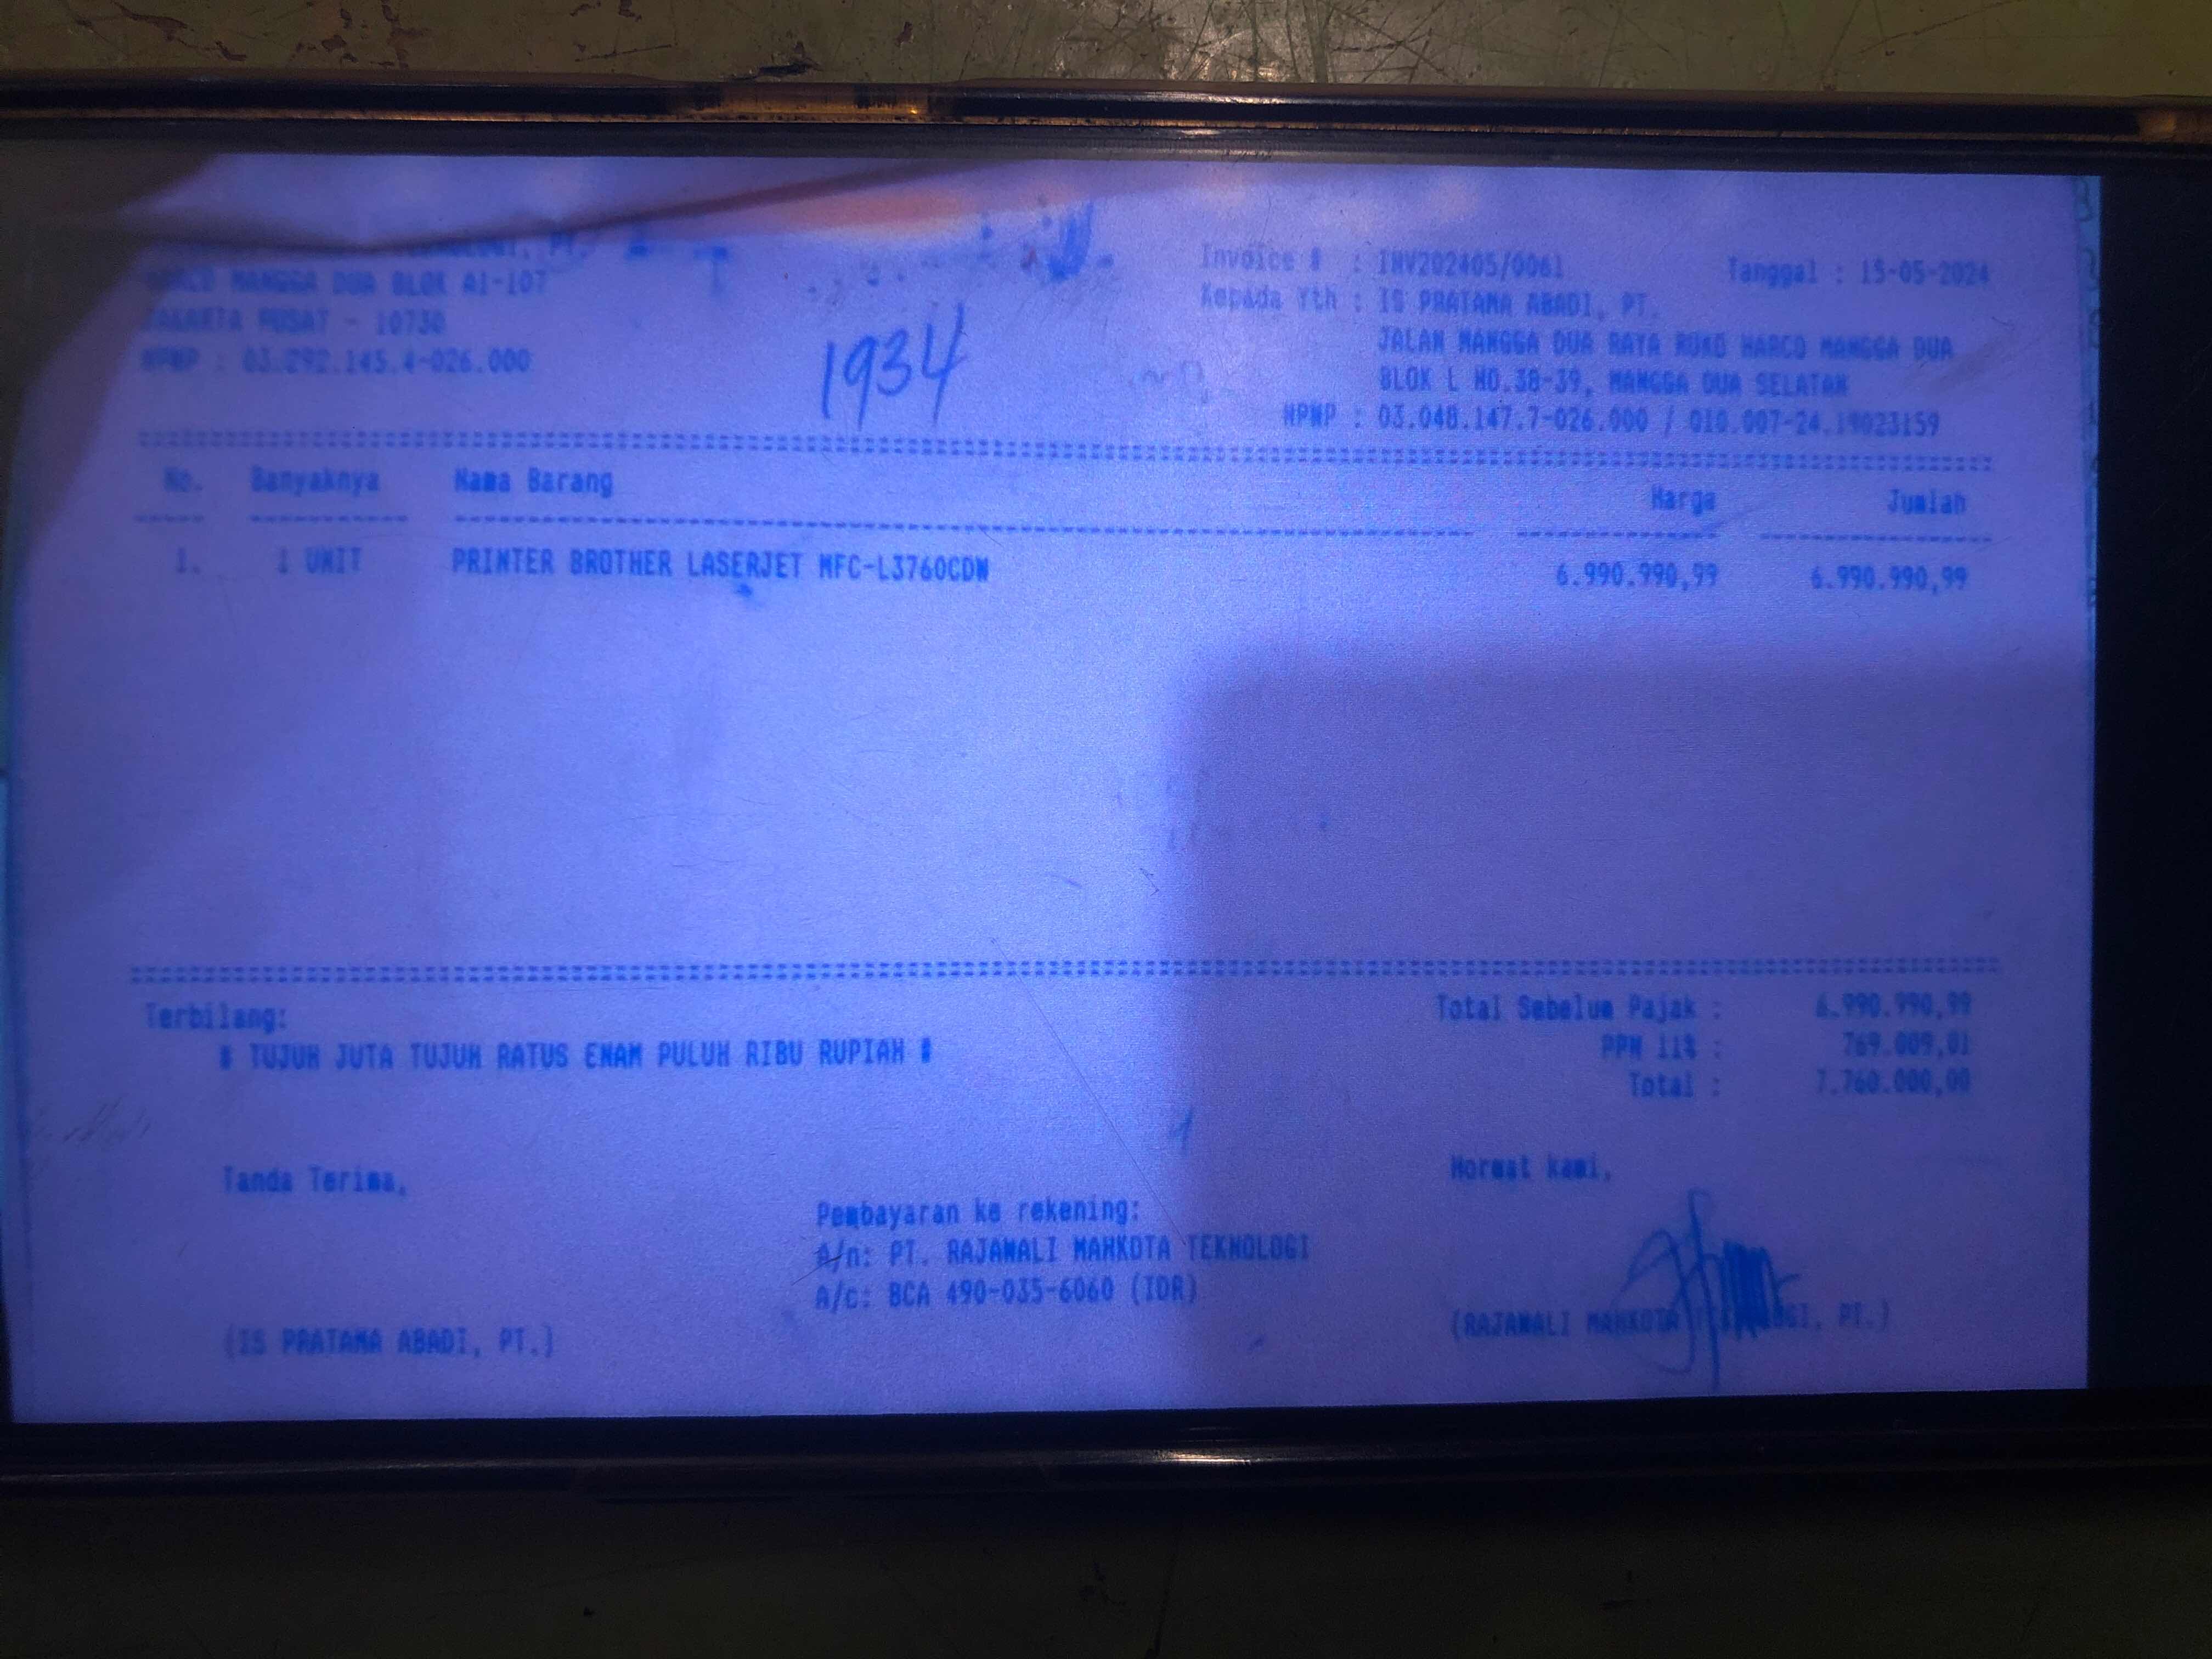 MANGGA DUA BLOK A1-107
JAKARTA PUSAT - 10730
NPWP : 03.292.145.4-026.000
1934
Invoice # : INV202405/0061 Tanggal : 15-05-2024
Kepada Yth : IS PRATAMA ABADI, PT.
JALAN MANGGA DUA RAYA RUKO HARCO MANGGA DUA
BLOK L NO.38-39, MANGGA DUA SELATAN
NPWP : 03.048.147.7-026.000 / 010.007-24.19023159
No. Banyaknya Nama Barang Harga Jumlah
1. 1 UNIT PRINTER BROTHER LASERJET MFC-L3760CDW 6.990.990,99 6.990.990,99
Terbilang:
# TUJUH JUTA TUJUH RATUS ENAM PULUH RIBU RUPIAH #
Total Sebelum Pajak : 6.990.990,99
PPN 11% : 769.009,01
Total : 7.760.000,00
Tanda Terima,
(IS PRATAMA ABADI, PT.)
Pembayaran ke rekening:
A/n: PT. RAJAWALI MAHKOTA TEKNOLOGI
A/c: BCA 490-035-6060 (IDR)
Hormat kami,
(RAJAWALI MAHKOTA TEKNOLOGI, PT.)